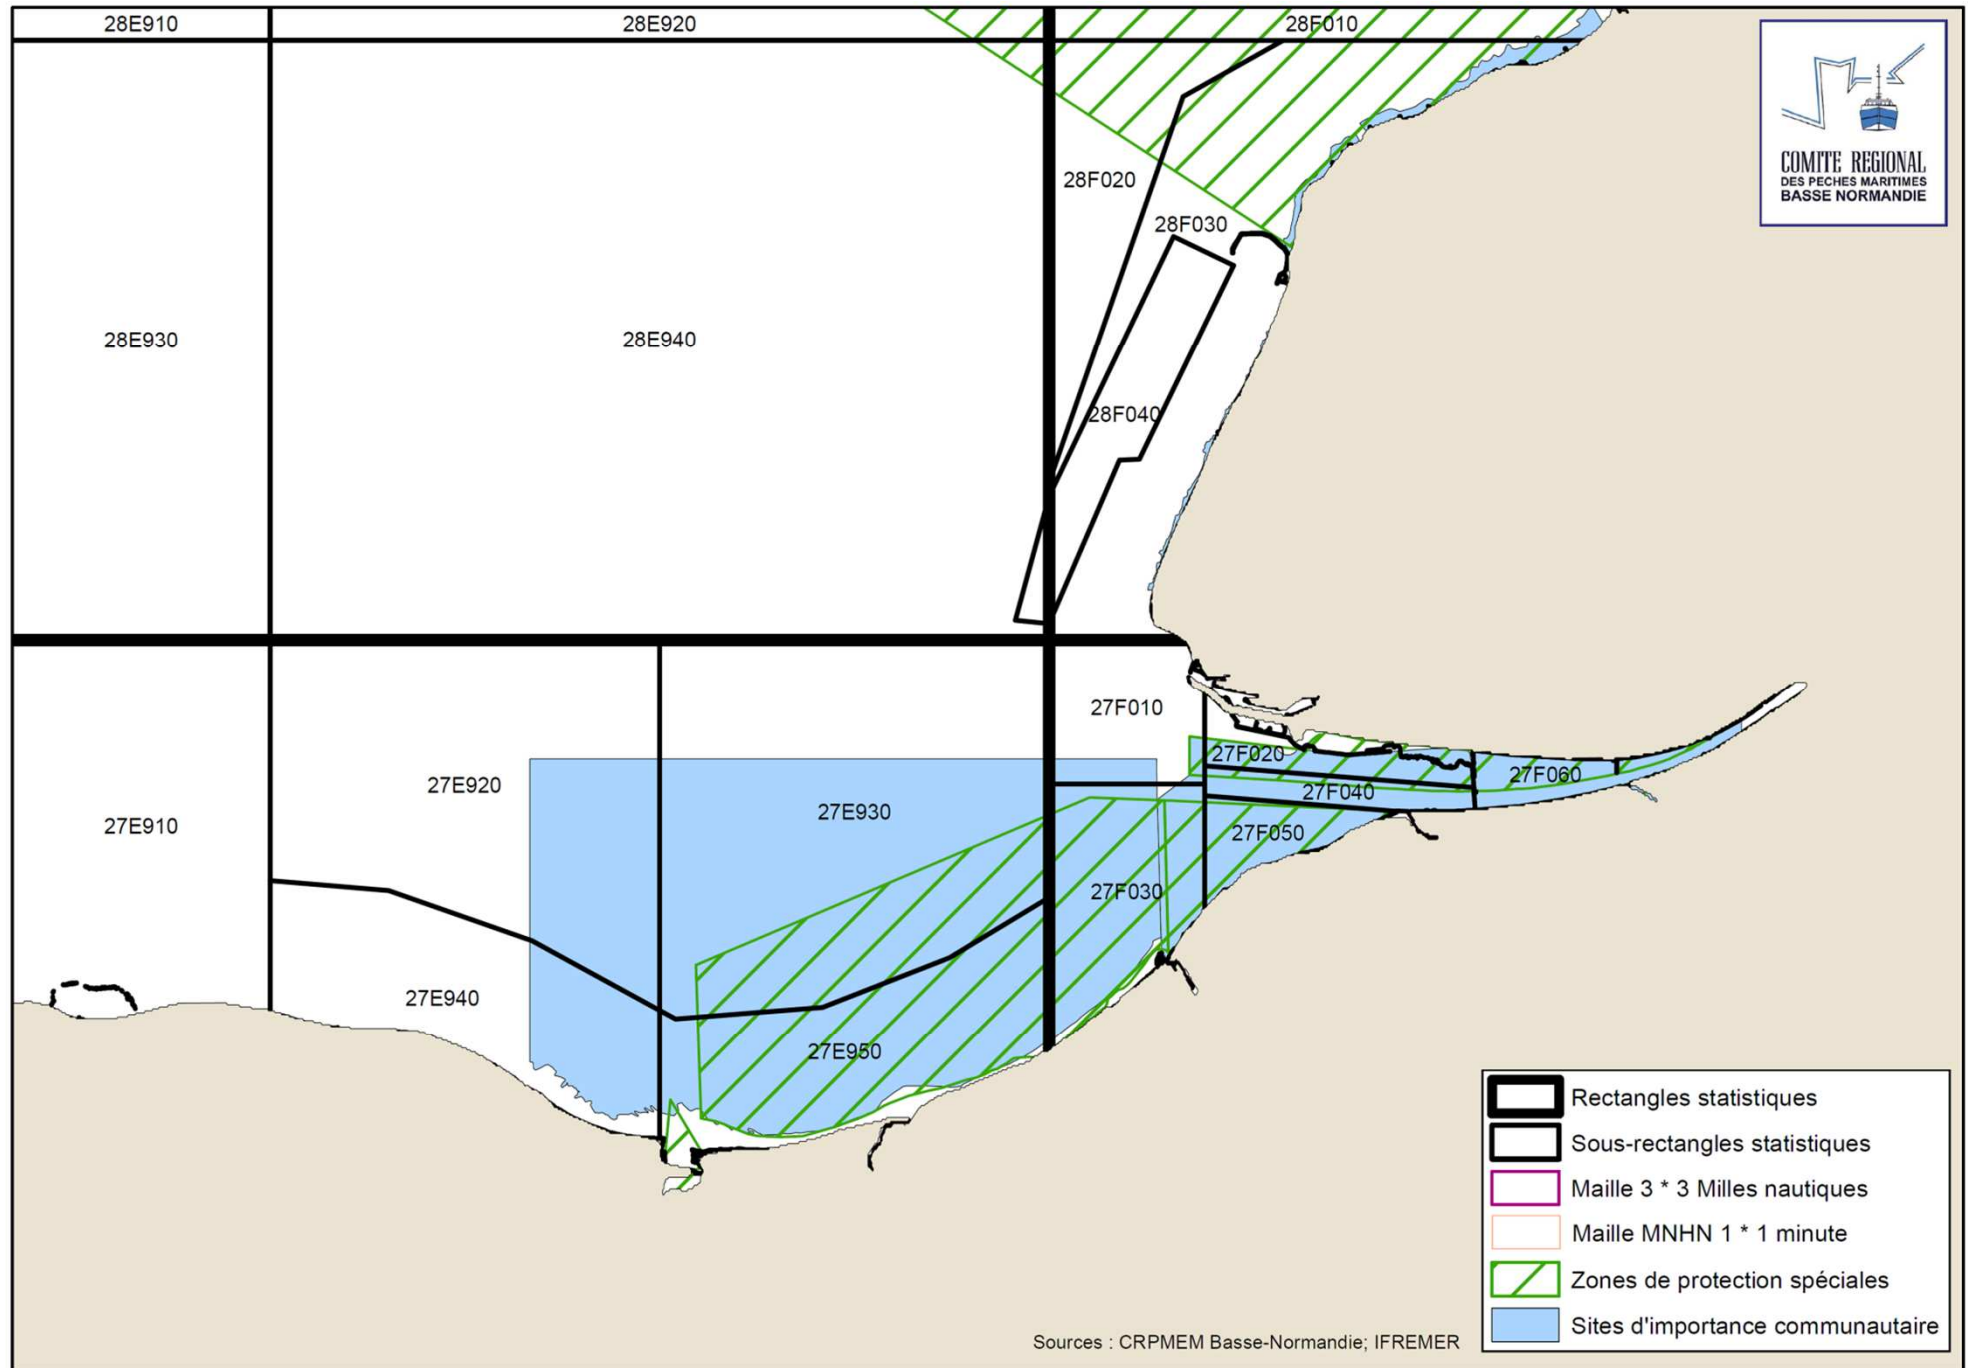 28E910
28E920
28F010
COMITE REGIONAL
DES PECHES MARITIMES
BASSE NORMANDIE
28F020
28F030
28E930
28E940
28F040
27F010
27F020
27F060
27E920
27F040
27E930
27E910
27F050
27F030
27E940
27E950
Rectangles statistiques
Sous-rectangles statistiques
Maille 3 * 3 Milles nautiques
Maille MNHN 1 * 1 minute
Zones de protection spéciales
Sites d'importance communautaire
Sources : CRPMEM Basse-Normandie; IFREMER